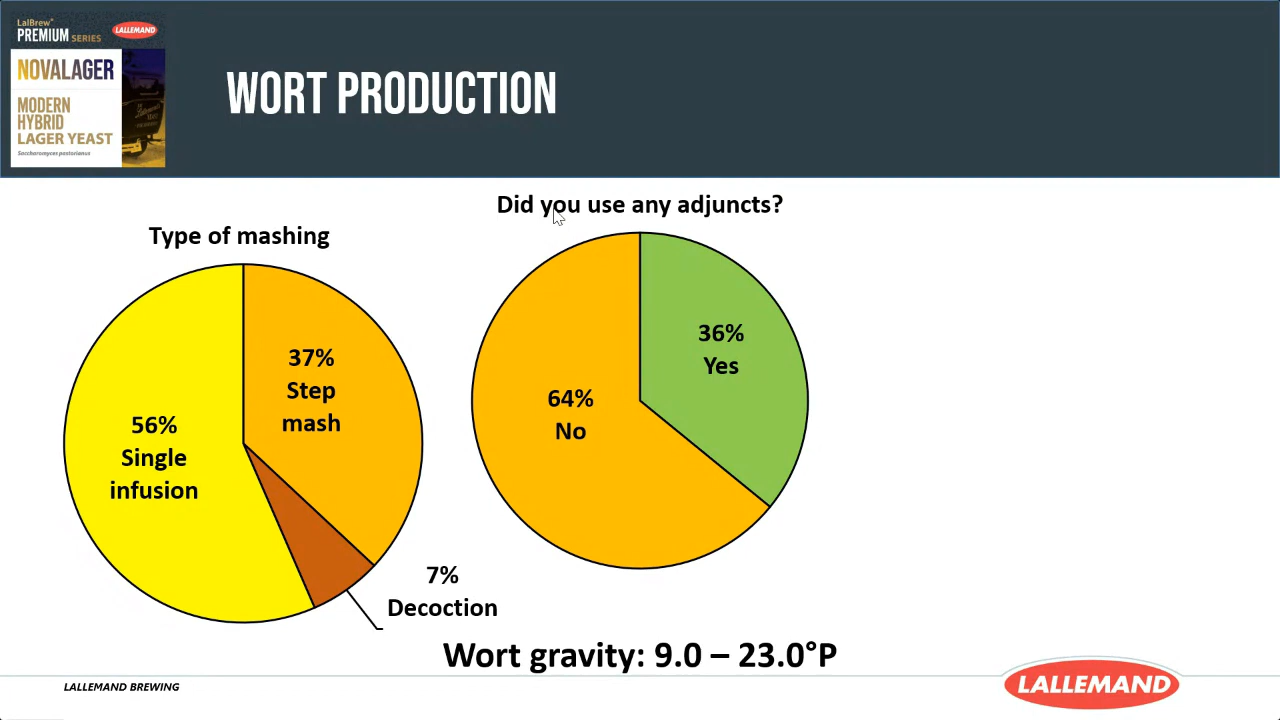 LalBrew®
PREMIUM SERIES
LALLEMAND
NOVALAGER
MODERN
HYBRID
LAGER YEAST
Saccharomyces pastorianus
WORT PRODUCTION
Type of mashing
37%
Step
mash
56%
Single
infusion
7%
Decoction
Did you use any adjuncts?
36%
Yes
64%
No
Wort gravity: 9.0 – 23.0°P
LALLEMAND BREWING
LALLEMAND